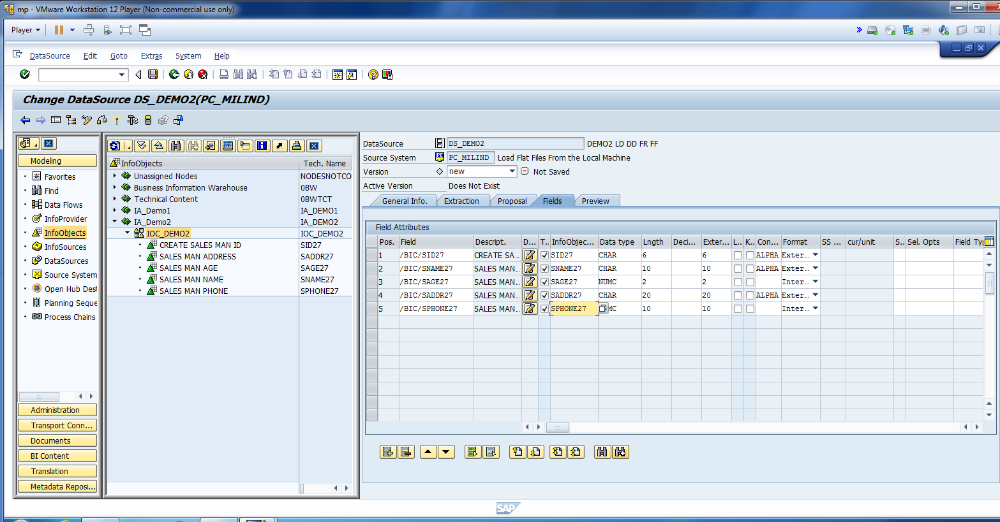 mp - VMware Workstation 12 Player (Non-commercial use only)
Player
DataSource Edit Goto Extras System Help
Change DataSource DS_DEMO2(PC_MILIND)
Modeling
Favorites
Find
Data Flows
InfoProvider
InfoObjects
InfoSources
DataSources
Source System
Open Hub Dest
Planning Seque
Process Chains
Administration
Transport Conn...
Documents
BI Content
Translation
Metadata Reposi...
InfoObjects Tech. Name
Unassigned Nodes NODESNOTCO
Business Information Warehouse 0BW
Technical Content 0BWTCT
IA_Demo1 IA_DEMO1
IA_Demo2 IA_DEMO2
IOC_DEMO2 IOC_DEMO2
CREATE SALES MAN ID SID27
SALES MAN ADDRESS SADDR27
SALES MAN AGE SAGE27
SALES MAN NAME SNAME27
SALES MAN PHONE SPHONE27
DataSource DS_DEMO2 DEMO2 LD DD FR FF
Source System PC_MILIND Load Flat Files From the Local Machine
Version new Not Saved
Active Version Does Not Exist
General Info. Extraction Proposal Fields Preview
Field Attributes
Pos. Field Descript. D... T.. InfoObjec... Data type Lngth Deci... Exter... L.. K.. Con... Format SS ... cur/unit S.. Sel. Opts Field Ty
1 /BIC/SID27 CREATE SA... SID27 CHAR 6 6 ALPHA Exter...
2 /BIC/SNAME27 SALES MAN... SNAME27 CHAR 10 10 ALPHA Exter...
3 /BIC/SAGE27 SALES MAN... SAGE27 NUMC 2 2 Inter...
4 /BIC/SADDR27 SALES MAN... SADDR27 CHAR 20 20 ALPHA Exter...
5 /BIC/SPHONE27 SALES MAN... SPHONE27 MC 10 10 Inter...
SAP